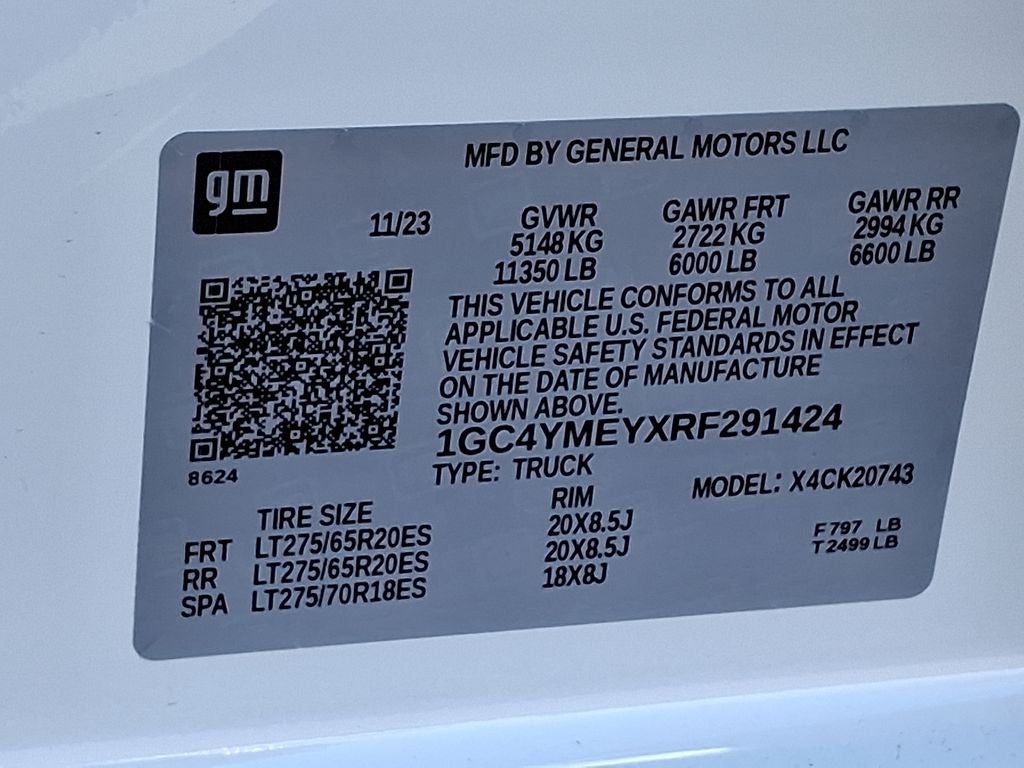 gm
MFD BY GENERAL MOTORS LLC
11/23 GVWR GAWR FRT GAWR RR
5148 KG 2722 KG 2994 KG
11350 LB 6000 LB 6600 LB
THIS VEHICLE CONFORMS TO ALL
APPLICABLE U.S. FEDERAL MOTOR
VEHICLE SAFETY STANDARDS IN EFFECT
ON THE DATE OF MANUFACTURE
SHOWN ABOVE.
1GC4YMEYXRF291424
8624
TYPE: TRUCK MODEL: X4CK20743
TIRE SIZE RIM
FRT LT275/65R20ES 20X8.5J
RR LT275/65R20ES 20X8.5J
SPA LT275/70R18ES 18X8J
F 797 LB
T 2499 LB